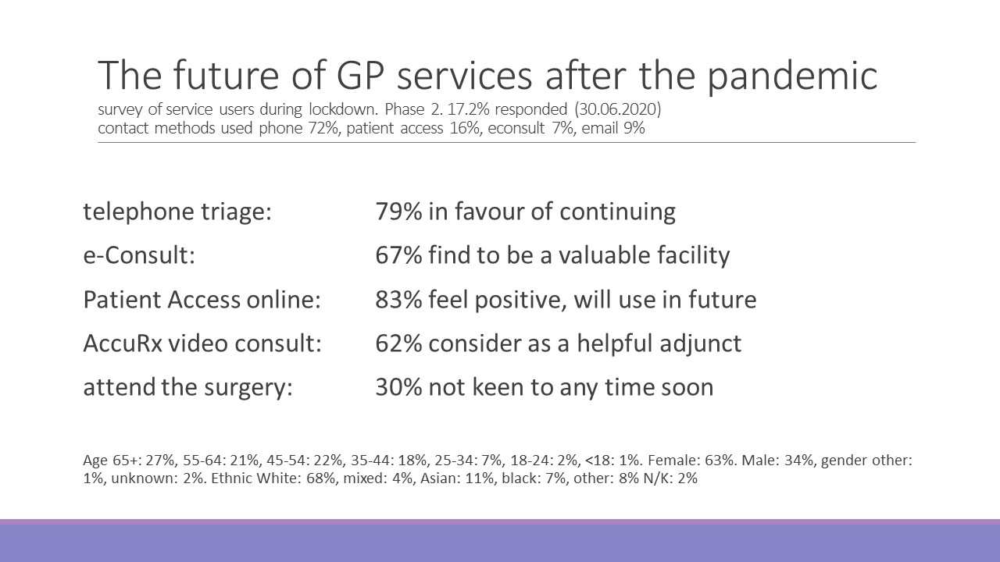 The future of GP services after the pandemic
survey of service users during lockdown. Phase 2. 17.2% responded (30.06.2020)
contact methods used phone 72%, patient access 16%, econsult 7%, email 9%
telephone triage: 79% in favour of continuing
e-Consult: 67% find to be a valuable facility
Patient Access online: 83% feel positive, will use in future
AccuRx video consult: 62% consider as a helpful adjunct
attend the surgery: 30% not keen to any time soon
Age 65+: 27%, 55-64: 21%, 45-54: 22%, 35-44: 18%, 25-34: 7%, 18-24: 2%, <18: 1%. Female: 63%. Male: 34%, gender other:
1%, unknown: 2%. Ethnic White: 68%, mixed: 4%, Asian: 11%, black: 7%, other: 8% N/K: 2%